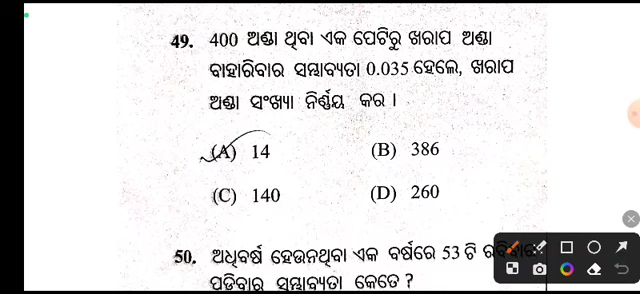 49. 400 ଅଣ୍ଡା ଥିବା ଏକ ପେଟିରୁ ଖରାପ ଅଣ୍ଡା
ବାହାରିବାର ସମ୍ଭାବ୍ୟତା 0.035 ହେଲେ, ଖରାପ
ଅଣ୍ଡା ସଂଖ୍ୟା ନିର୍ଣ୍ଣୟ କର ।
(A) 14 (B) 386
(C) 140 (D) 260
50. ଅଧିବର୍ଷ ହେଉନଥିବା ଏକ ବର୍ଷରେ 53 ଟି
ପଡ଼ିବାର ସମ୍ଭାବ୍ୟତା କେତେ ?